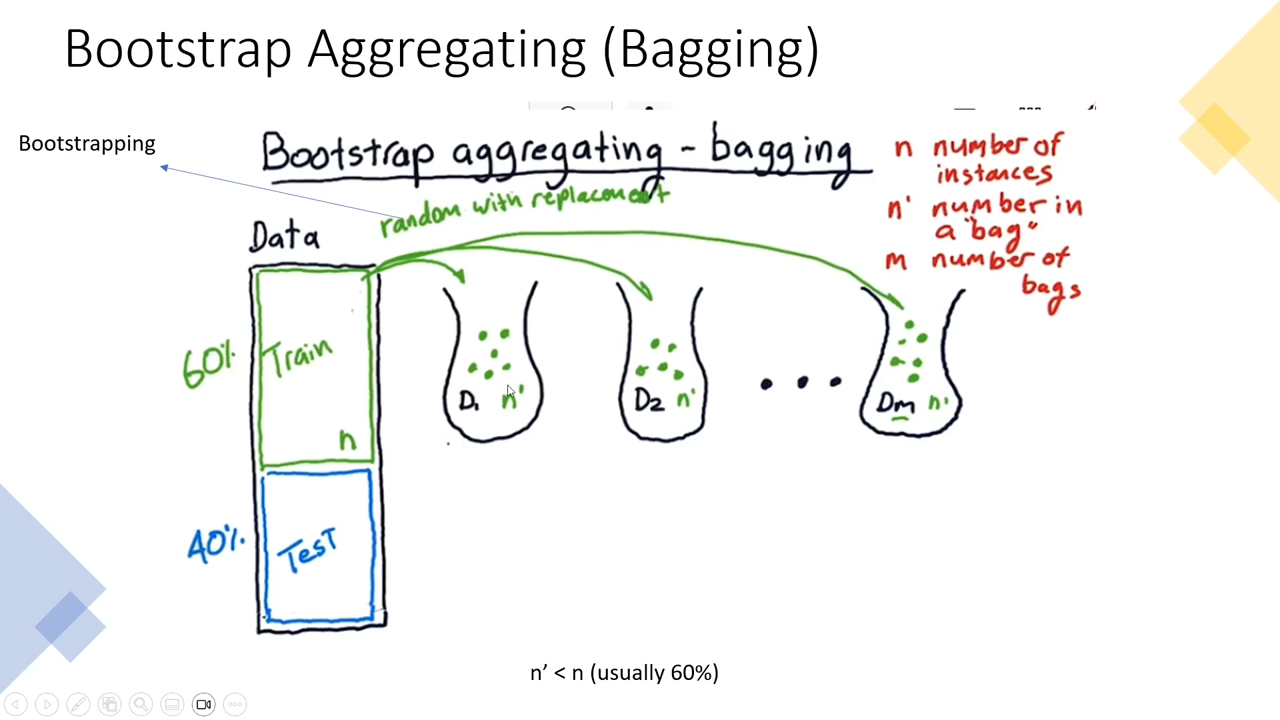 Bootstrap Aggregating (Bagging)
Bootstrapping
Bootstrap aggregating - bagging
random with replacement
n number of
instances
n' number in
a "bag"
m number of
bags
Data
60%
Train
n
D1 n'
D2 n'
Dm n'
40%
Test
n’ < n (usually 60%)